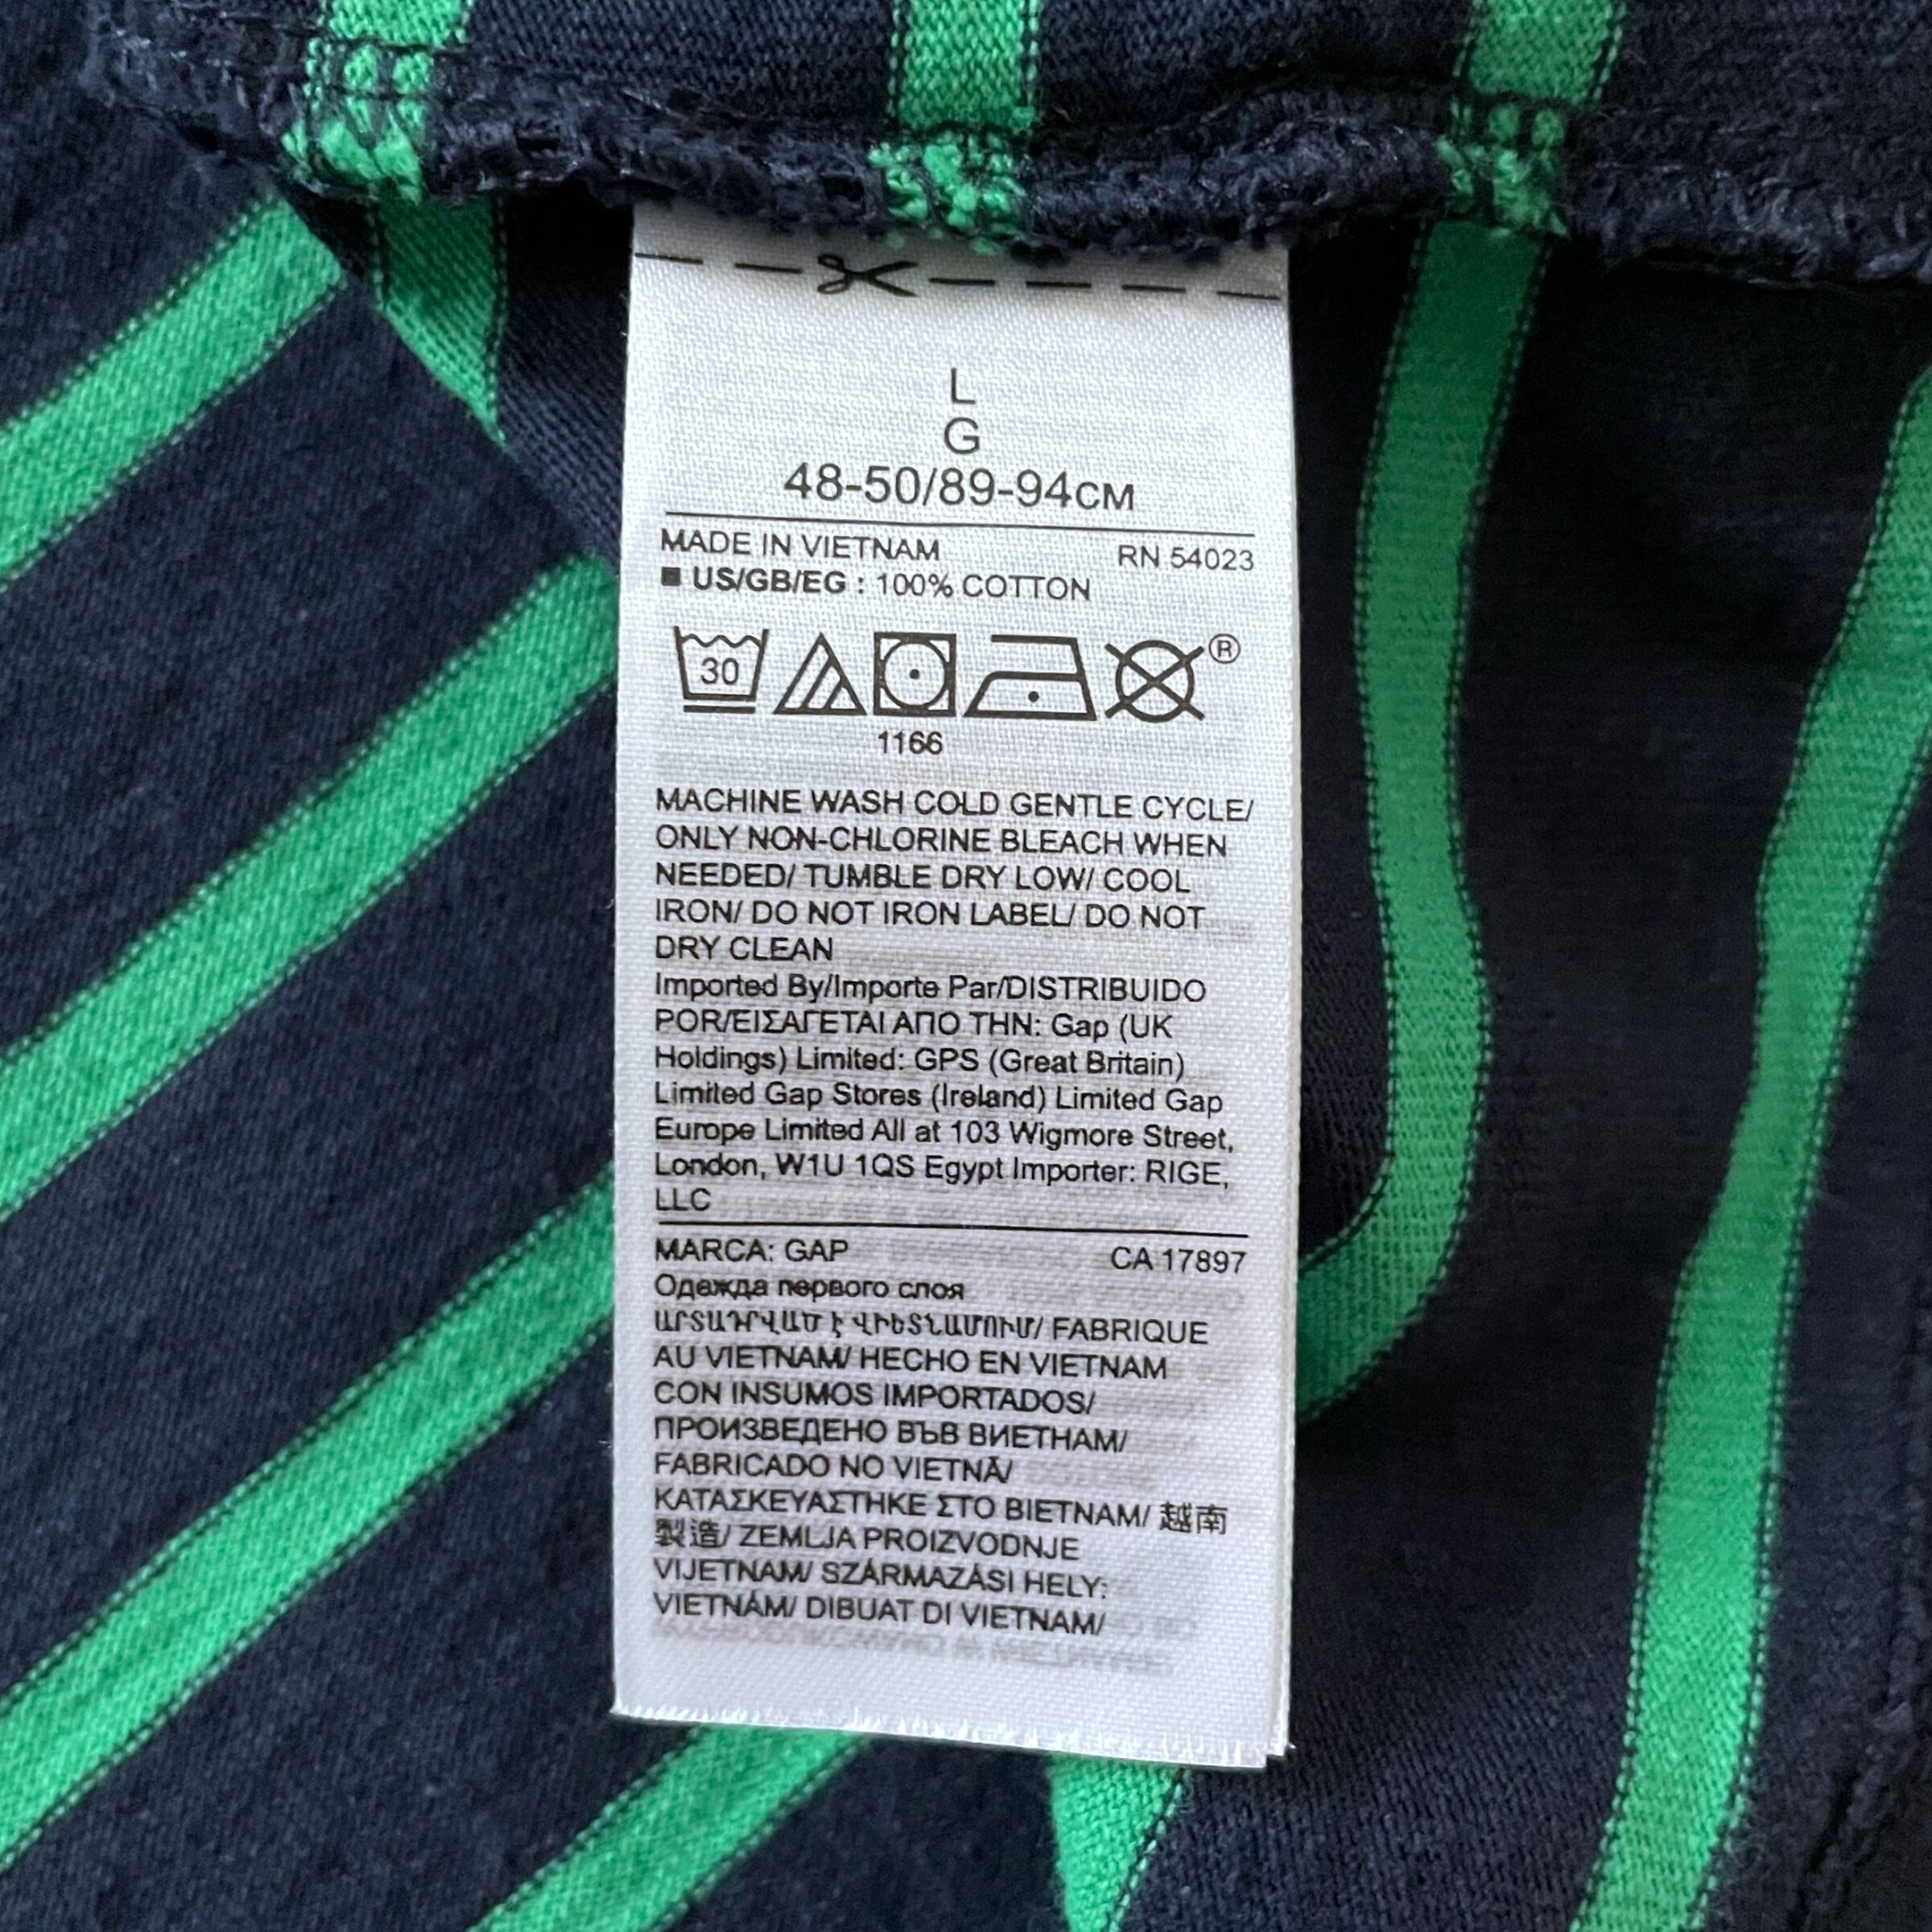 L
G
48-50/89-94CM
MADE IN VIETNAM RN 54023
US/GB/EG : 100% COTTON
30
®
1166
MACHINE WASH COLD GENTLE CYCLE/
ONLY NON-CHLORINE BLEACH WHEN
NEEDED/ TUMBLE DRY LOW/ COOL
IRON/ DO NOT IRON LABEL/ DO NOT
DRY CLEAN
Imported By/Importe Par/DISTRIBUIDO
POR/ΕΙΣΑΓΕΤΑΙ ΑΠΟ ΤΗΝ: Gap (UK
Holdings) Limited: GPS (Great Britain)
Limited Gap Stores (Ireland) Limited Gap
Europe Limited All at 103 Wigmore Street,
London, W1U 1QS Egypt Importer: RIGE,
LLC
MARCA: GAP CA 17897
Одежда первого слоя
ԱՐՏԱԴՐՎԱԾ Է ՎԻԵՏՆԱՄՈՒՄ/ FABRIQUE
AU VIETNAM/ HECHO EN VIETNAM
CON INSUMOS IMPORTADOS/
ПРОИЗВЕДЕНО ВЪВ ВИЕТНАМ/
FABRICADO NO VIETNÃ/
ΚΑΤΑΣΚΕΥΑΣΤΗΚΕ ΣΤΟ ΒΙΕΤΝΑΜ/ 越南
製造/ ZEMLJA PROIZVODNJE
VIJETNAM/ SZÁRMAZÁSI HELY:
VIETNÁM/ DIBUAT DI VIETNAM/